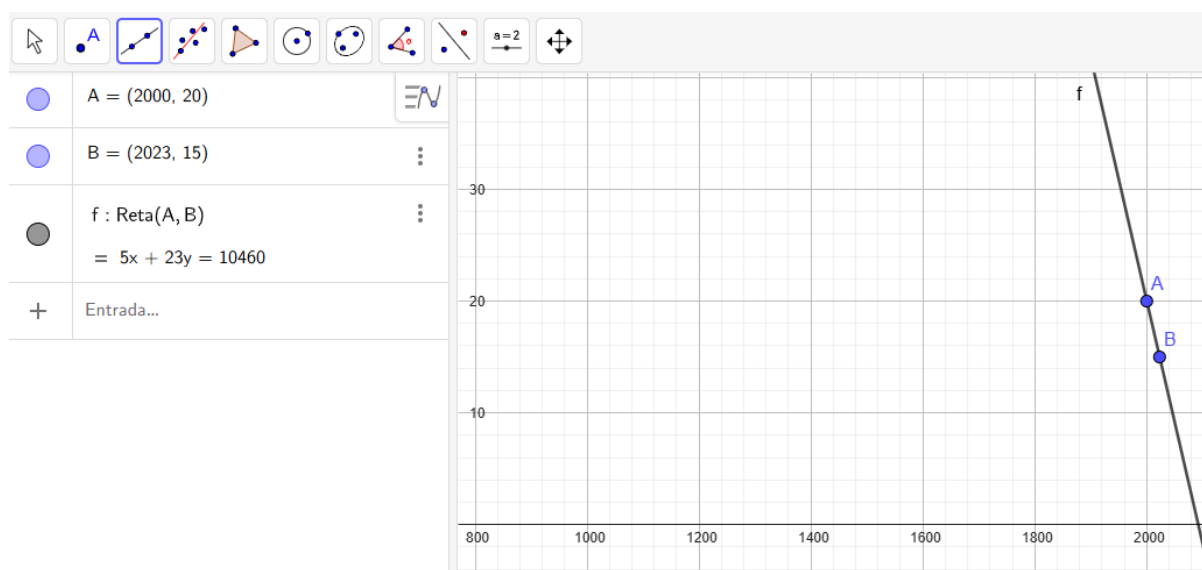 A
a=2
A = (2000, 20)
B = (2023, 15)
f : Reta(A, B)
= 5x + 23y = 10460
+ Entrada...
f
30
A
20
B
10
800 1000 1200 1400 1600 1800 2000